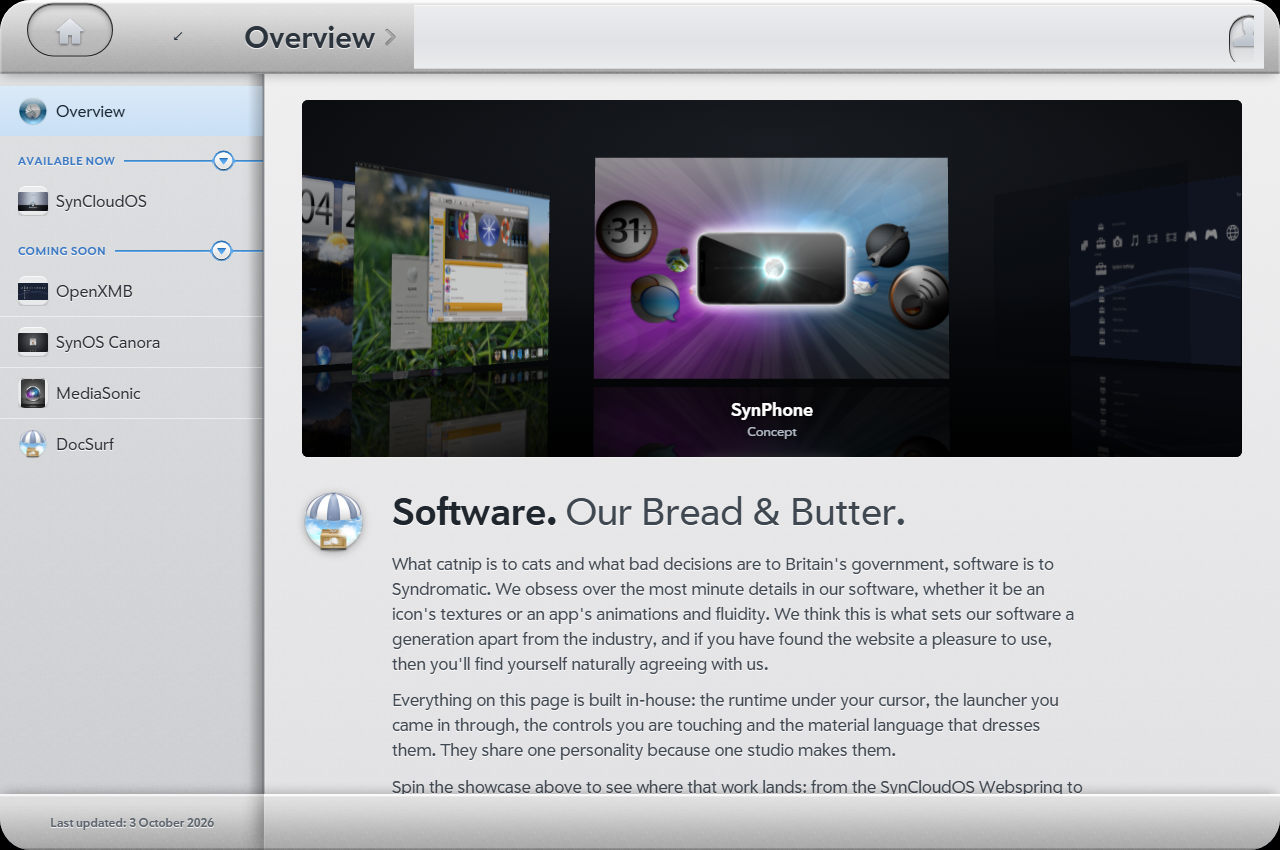 Overview
Overview
AVAILABLE NOW
SynCloudOS
COMING SOON
OpenXMB
SynOS Canora
MediaSonic
DocSurf
04
31
SynPhone
Concept
Software. Our Bread & Butter.
What catnip is to cats and what bad decisions are to Britain's government, software is to
Syndromatic. We obsess over the most minute details in our software, whether it be an
icon's textures or an app's animations and fluidity. We think this is what sets our software a
generation apart from the industry, and if you have found the website a pleasure to use,
then you'll find yourself naturally agreeing with us.
Everything on this page is built in-house: the runtime under your cursor, the launcher you
came in through, the controls you are touching and the material language that dresses
them. They share one personality because one studio makes them.
Spin the showcase above to see where that work lands: from the SynCloudOS Webspring to
Last updated: 3 October 2026